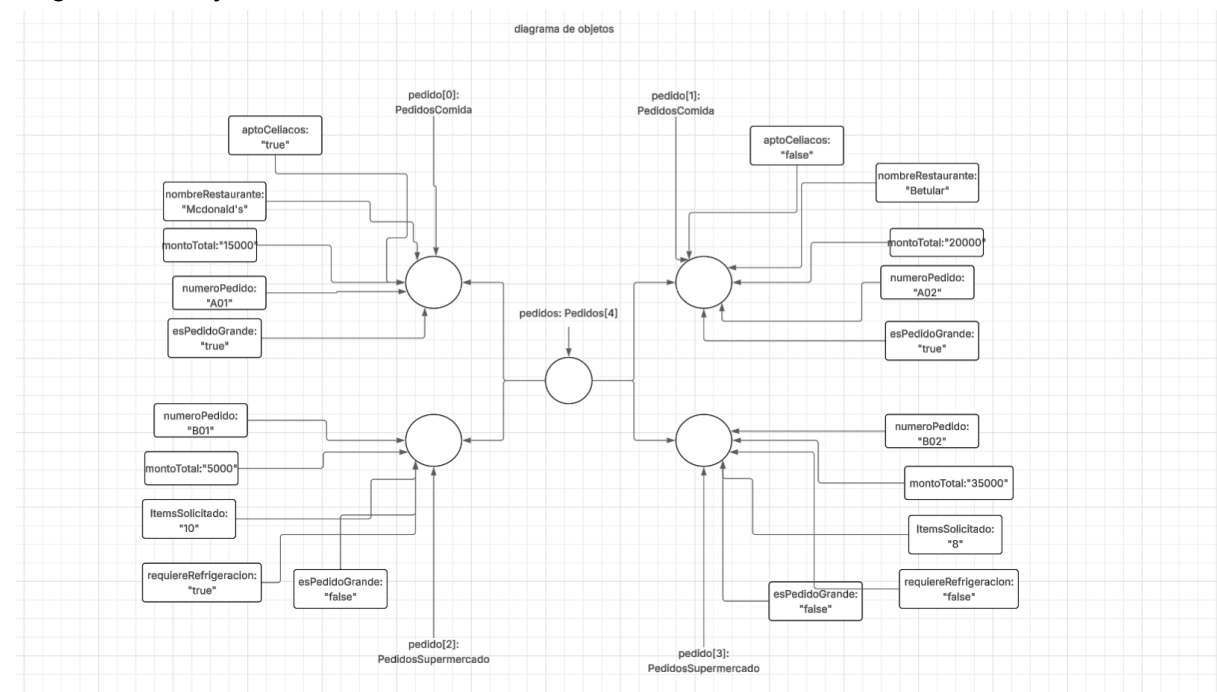 diagrama de objetos
pedido[0]:
PedidosComida
pedido[1]:
PedidosComida
aptoCeliacos:
"true"
nombreRestaurante:
"Mcdonald's"
montoTotal:"15000"
numeroPedido:
"A01"
esPedidoGrande:
"true"
aptoCeliacos:
"false"
nombreRestaurante:
"Betular"
montoTotal:"20000"
numeroPedido:
"A02"
esPedidoGrande:
"true"
pedidos: Pedidos[4]
numeroPedido:
"B01"
montoTotal:"5000"
ItemsSolicitado:
"10"
requiereRefrigeracion:
"true"
esPedidoGrande:
"false"
pedido[2]:
PedidosSupermercado
numeroPedido:
"B02"
montoTotal:"35000"
ItemsSolicitado:
"8"
requiereRefrigeracion:
"false"
esPedidoGrande:
"false"
pedido[3]:
PedidosSupermercado